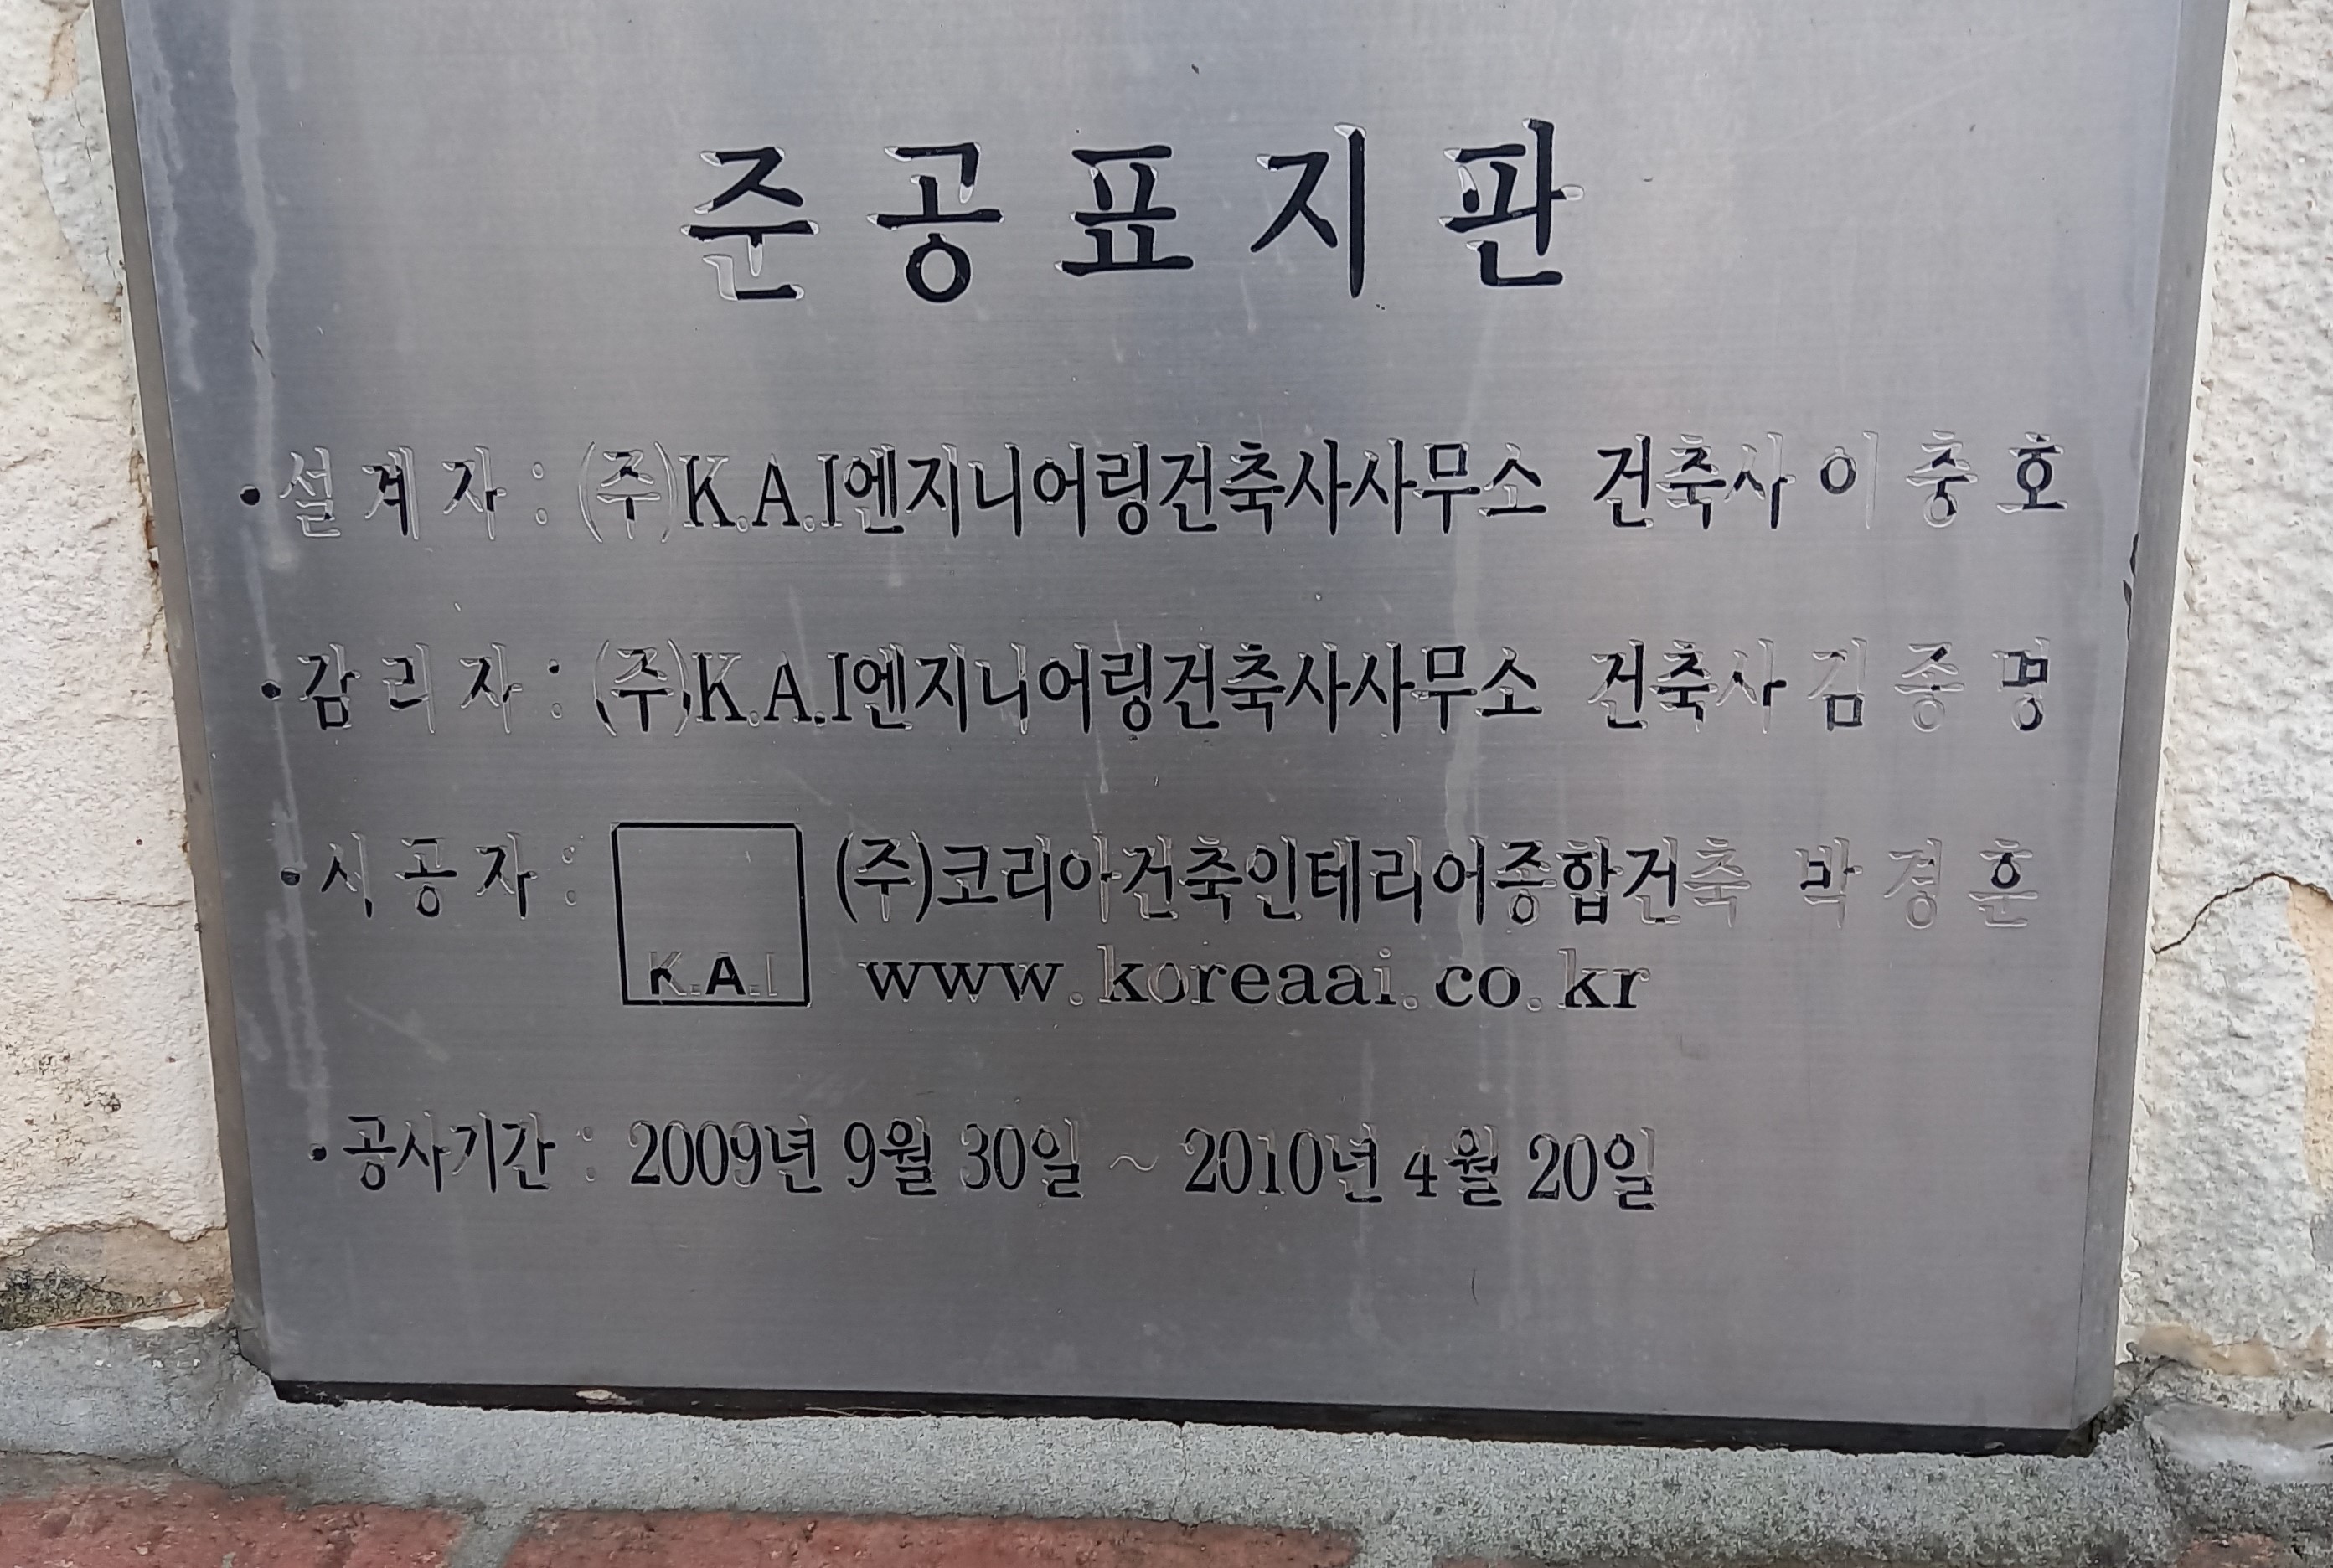 준공표지판
• 설계자 : (주)K.A.I엔지니어링건축사사무소 건축사 이충호
• 감리자 : (주)K.A.I엔지니어링건축사사무소 건축사 김종명
• 시공자 : K.A.I (주)코리아건축인테리어종합건축 박경훈
www.koreaai.co.kr
• 공사기간 : 2009년 9월 30일 ~ 2010년 4월 20일